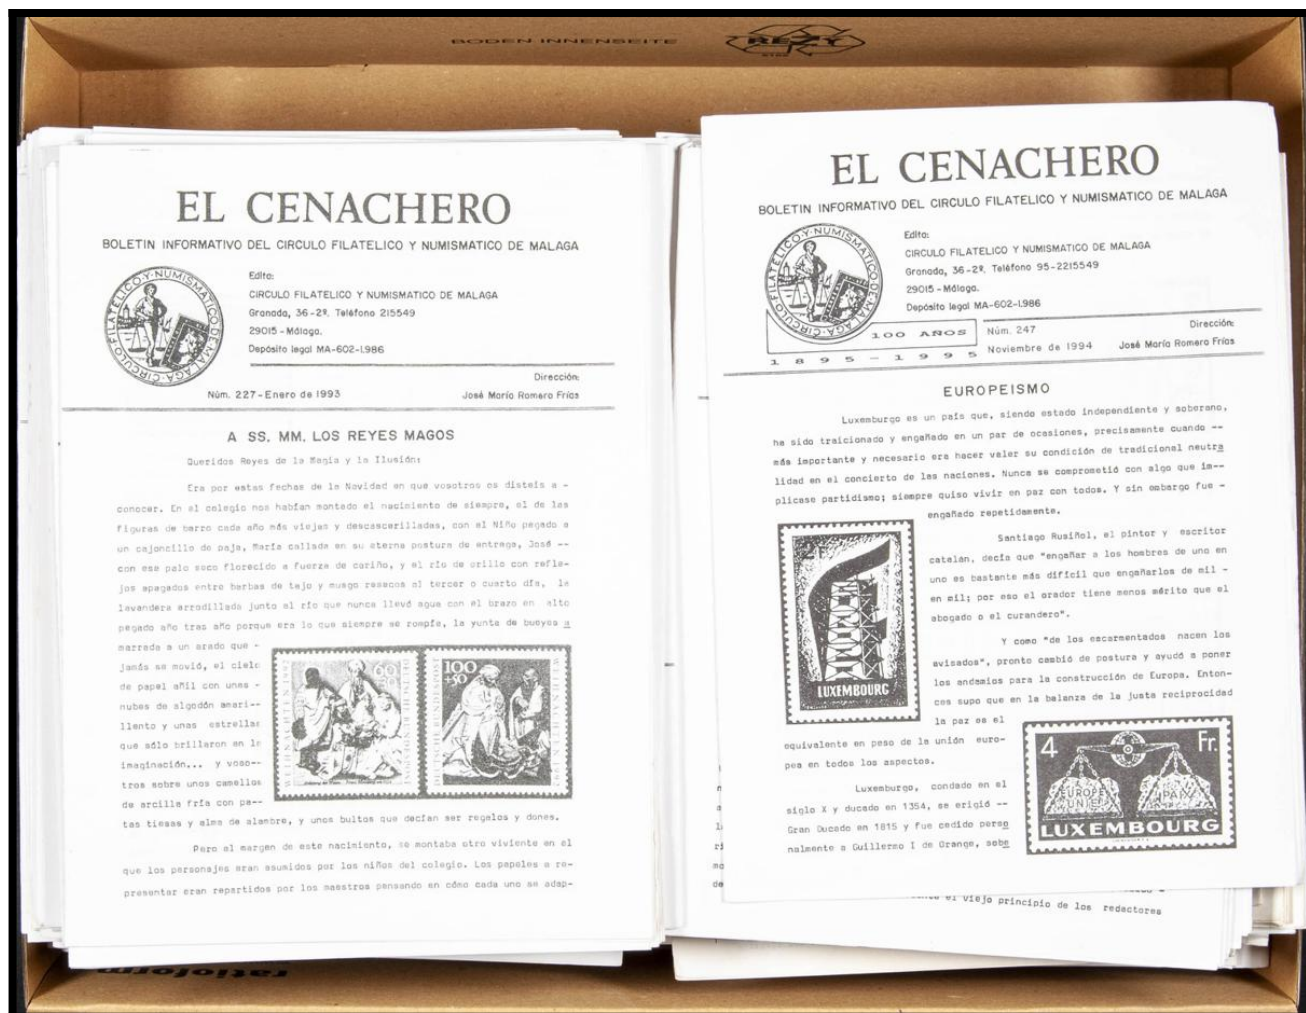 BODEN INNENSEITE
RESY
EL CENACHERO
BOLETIN INFORMATIVO DEL CIRCULO FILATELICO Y NUMISMATICO DE MALAGA
CIRCULO·FILATELICO·Y·NUMISMATICO·DE·MALAGA
Edita:
CIRCULO FILATELICO Y NUMISMATICO DE MALAGA
Granada, 36-2º. Teléfono 215549
29015 - Málaga.
Depósito legal MA-602-1.986
Dirección:
Núm. 227 - Enero de 1993
José María Romero Frías
A SS. MM. LOS REYES MAGOS
Queridos Reyes de la Magia y la Ilusión:
Era por estas fechas de la Navidad en que vosotros os disteis a -
conocer. En el colegio nos habían montado el nacimiento de siempre, el de las
figuras de barro cada año más viejas y descascarilladas, con el Niño pegado a
un cajoncillo de paja, María callada en su eterna postura de entrega, José --
con ese palo seco florecido a fuerza de cariño, y el río de orillo con refle-
jos apagados entre hierbas de tajo y musgo resecos al tercer o cuarto día, la
lavandera arrodillada junto al río que nunca llevó agua con el brazo en alto
pegado año tras año porque era lo que siempre se rompía, la yunta de bueyes a
marrada a un arado que -
jamás se movió, el cielo
de papel añil con unas -
nubes de algodón amari--
llento y unas estrellas
que sólo brillaron en la
imaginación... y voso--
tros sobre unos camellos
de arcilla fría con pa--
tas tiesas y alma de alambre, y unos bultos que decían ser regalos y dones.
WEIHNACHTEN 1992
60
DEUTSCHE BUNDESPOST
100
+50
DEUTSCHE BUNDESPOST
WEIHNACHTEN 1992
Pero al margen de este nacimiento, se montaba otro viviente en el
que los personajes eran asumidos por los niños del colegio. Los papeles a re-
presentar eran repartidos por los maestros pensando en cómo cada uno se adap-
EL CENACHERO
BOLETIN INFORMATIVO DEL CIRCULO FILATELICO Y NUMISMATICO DE MALAGA
CIRCULO·FILATELICO·Y·NUMISMATICO·DE·MALAGA
Edita:
CIRCULO FILATELICO Y NUMISMATICO DE MALAGA
Granada, 36-2º. Teléfono 95-2215549
29015 - Málaga.
Depósito legal MA-602-1.986
100 AÑOS
1895-1995
Núm. 247
Noviembre de 1994
Dirección:
José María Romero Frías
EUROPEISMO
Luxemburgo es un país que, siendo estado independiente y soberano,
ha sido traicionado y engañado en un par de ocasiones, precisamente cuando --
más importante y necesario era hacer valer su condición de tradicional neutra
lidad en el concierto de las naciones. Nunca se comprometió con algo que im--
plicase partidismo; siempre quiso vivir en paz con todos. Y sin embargo fue -
engañado repetidamente.
Santiago Rusiñol, el pintor y escritor
catalán, decía que "engañar a los hombres de uno en
uno es bastante más difícil que engañarlos de mil -
en mil; por eso el orador tiene menos mérito que el
abogado o el curandero".
Y como "de los escarmentados nacen los
avisados", pronto cambió de postura y ayudó a poner
los andamios para la construcción de Europa. Enton-
ces supo que en la balanza de la justa reciprocidad
la paz es el
equivalente en peso de la unión euro-
pea en todos los aspectos.
2F
LUXEMBOURG
Luxemburgo, condado en el
siglo X y ducado en 1354, se erigió --
Gran Ducado en 1815 y fue cedido perso
nalmente a Guillermo I de Orange, sobe
4 Fr.
EUROPE UNIE
PAIX
LUXEMBOURG
el viejo principio de los redactores
ratioform